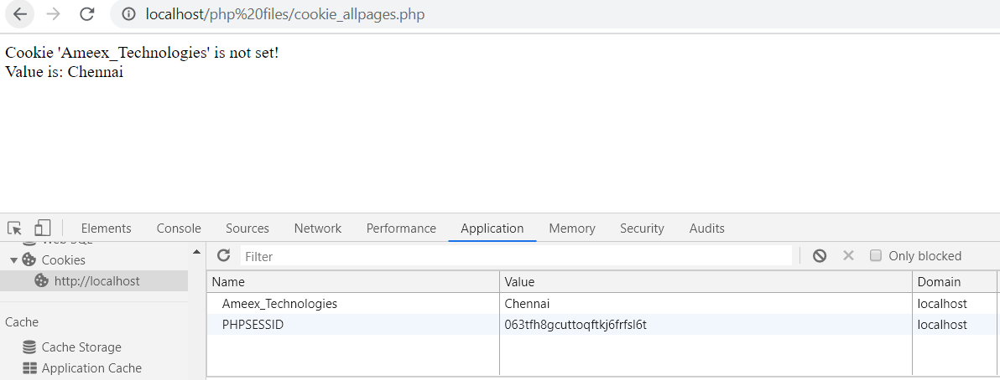 localhost/php%20files/cookie_allpages.php
Cookie 'Ameex_Technologies' is not set!
Value is: Chennai
Elements Console Sources Network Performance Application Memory Security Audits
Cookies
http://localhost
Cache
Cache Storage
Application Cache
Filter Only blocked
Name Value Domain
Ameex_Technologies Chennai localhost
PHPSESSID 063tfh8gcuttoqftkj6frfsl6t localhost